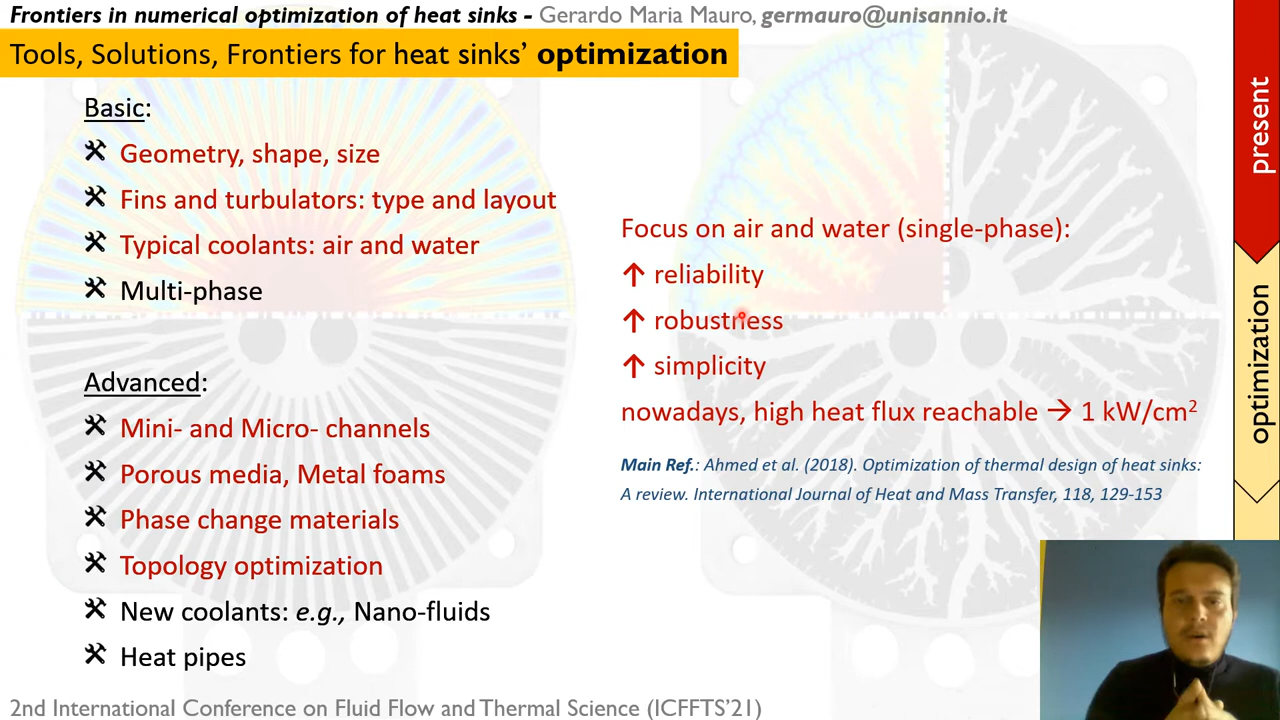 Frontiers in numerical optimization of heat sinks - Gerardo Maria Mauro, germauro@unisannio.it
Tools, Solutions, Frontiers for heat sinks’ optimization
Basic:
Geometry, shape, size
Fins and turbulators: type and layout
Typical coolants: air and water
Multi-phase
Advanced:
Mini- and Micro- channels
Porous media, Metal foams
Phase change materials
Topology optimization
New coolants: e.g., Nano-fluids
Heat pipes
Focus on air and water (single-phase):
↑ reliability
↑ robustness
↑ simplicity
nowadays, high heat flux reachable → 1 kW/cm²
Main Ref.: Ahmed et al. (2018). Optimization of thermal design of heat sinks:
A review. International Journal of Heat and Mass Transfer, 118, 129-153
present
optimization
2nd International Conference on Fluid Flow and Thermal Science (ICFFTS’21)